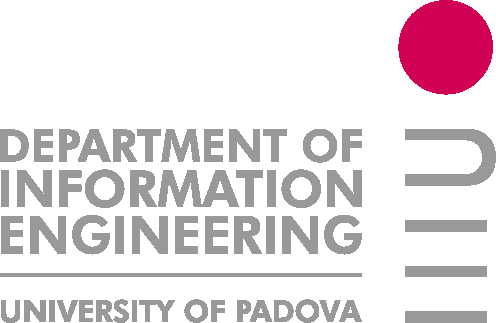 DEPARTMENT OF
INFORMATION
ENGINEERING
UNIVERSITY OF PADOVA